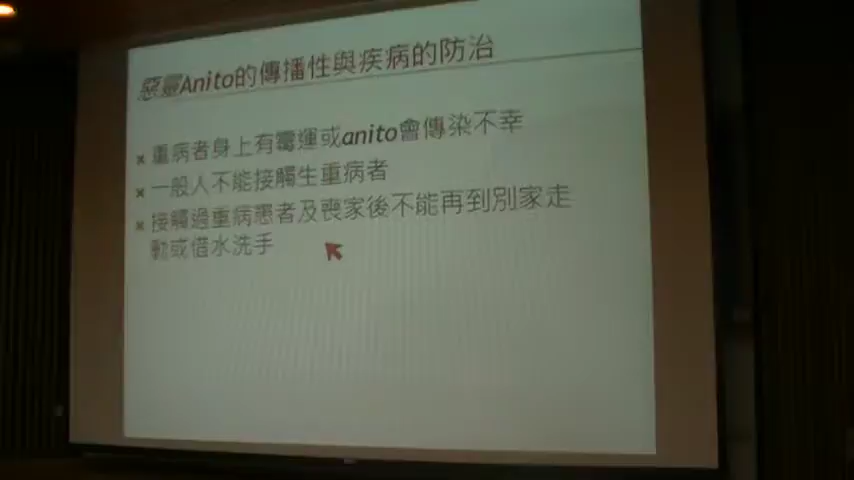 惡靈Anito的傳播性與疾病的防治
重病者身上有霉運或anito會傳染不幸
一般人不能接觸生重病者
接觸過重病患者及喪家後不能再到別家走
動或借水洗手